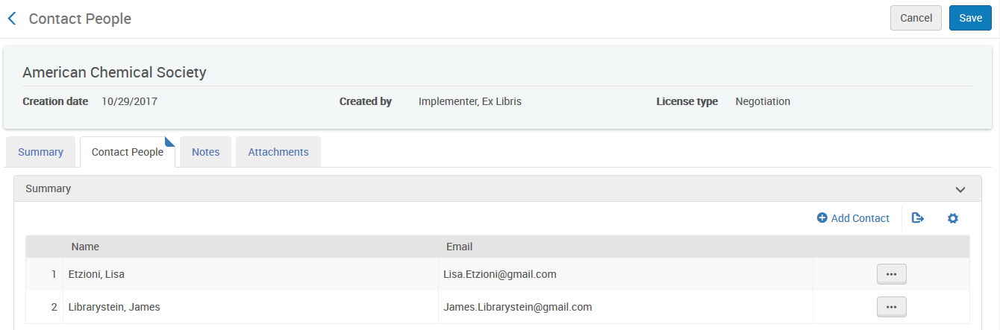 Contact People
Cancel
Save
American Chemical Society
Creation date 10/29/2017 Created by Implementer, Ex Libris License type Negotiation
Summary Contact People Notes Attachments
Summary
Add Contact
Name Email
1 Etzioni, Lisa Lisa.Etzioni@gmail.com
2 Librarystein, James James.Librarystein@gmail.com